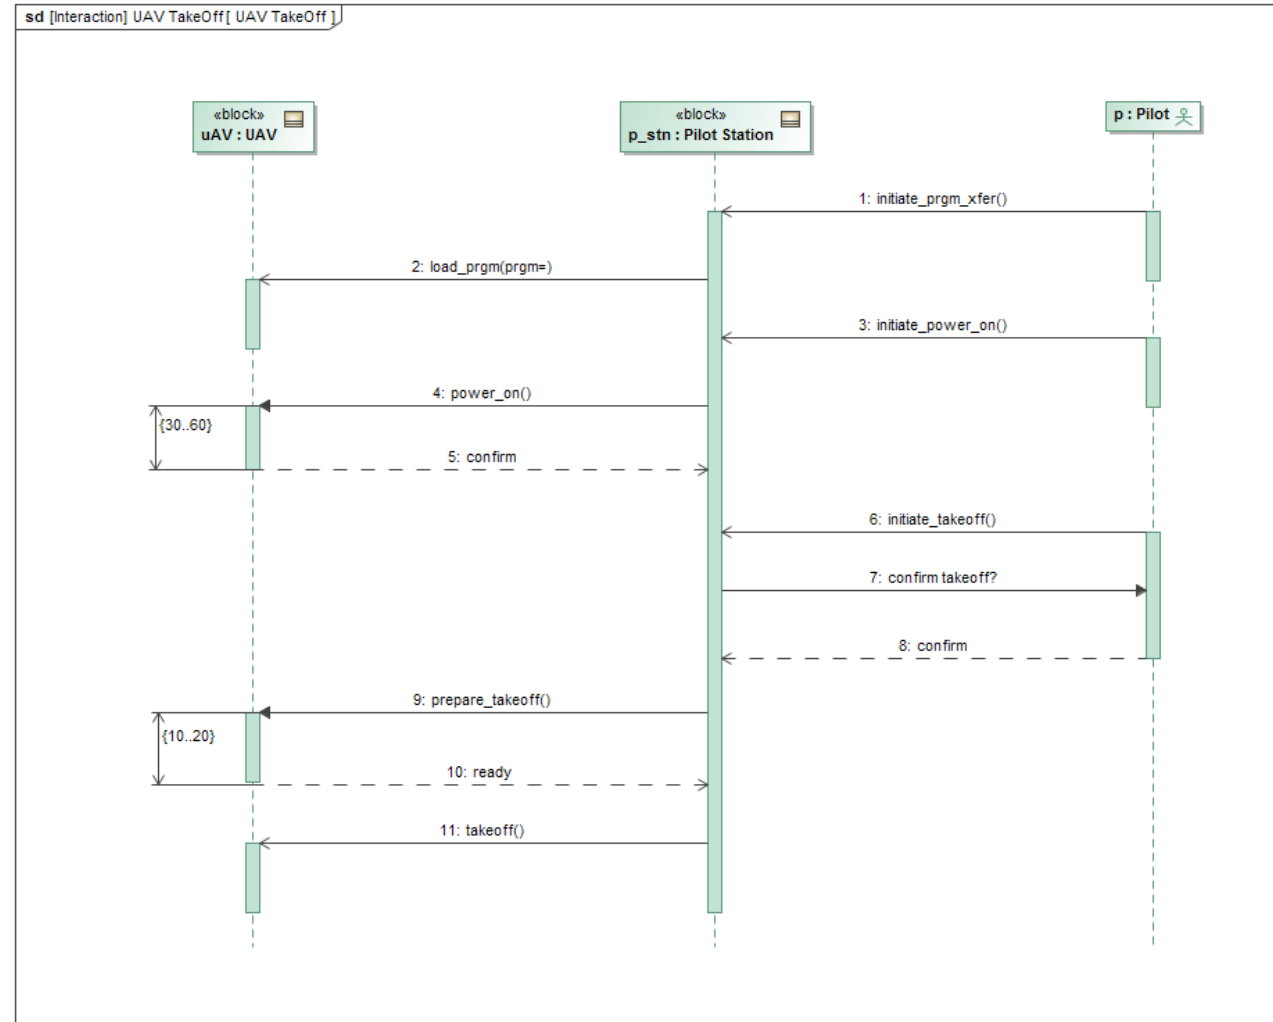 sd [Interaction] UAV TakeOff[ UAV TakeOff ]
«block»
uAV : UAV
«block»
p_stn : Pilot Station
p : Pilot
1: initiate_prgm_xfer()
2: load_prgm(prgm=)
3: initiate_power_on()
4: power_on()
{30..60}
5: confirm
6: initiate_takeoff()
7: confirm takeoff?
8: confirm
9: prepare_takeoff()
{10..20}
10: ready
11: takeoff()